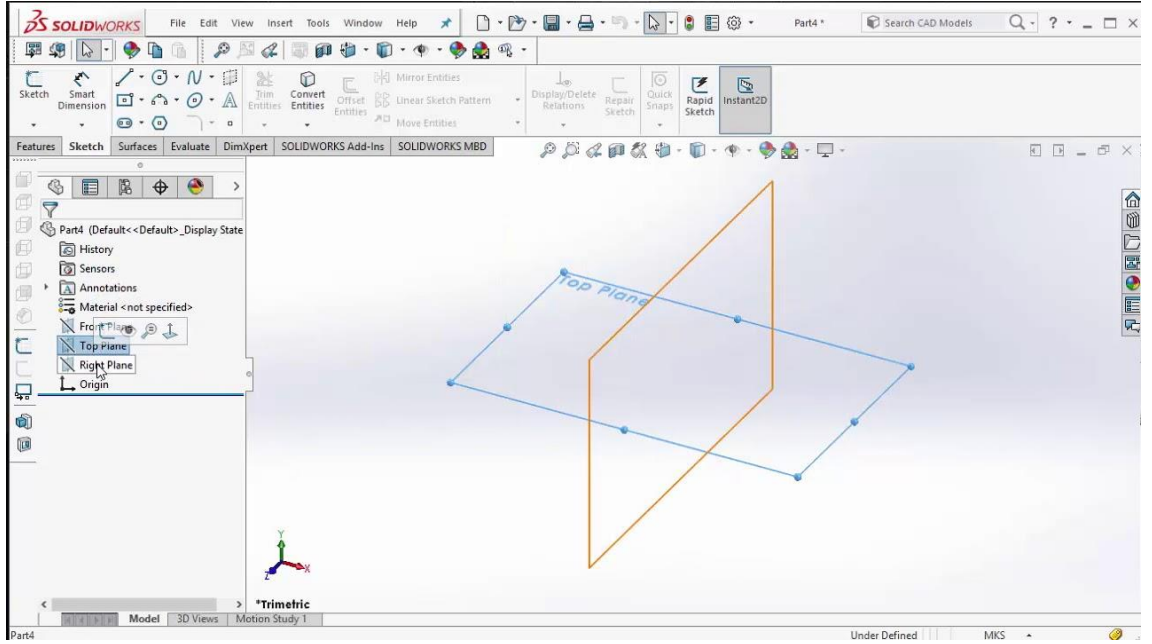 SOLIDWORKS File Edit View Insert Tools Window Help Part4 * Search CAD Models ?
Sketch Smart Dimension Trim Entities Convert Entities Offset Entities Mirror Entities Linear Sketch Pattern Move Entities Display/Delete Relations Repair Sketch Quick Snaps Rapid Sketch Instant2D
Features Sketch Surfaces Evaluate DimXpert SOLIDWORKS Add-Ins SOLIDWORKS MBD
Part4 (Default<<Default>_Display State
History
Sensors
Annotations
Material <not specified>
Front Plane
Top Plane
Right Plane
Origin
Top Plane
Y
X
Z
*Trimetric
Model 3D Views Motion Study 1
Part4 Under Defined MKS